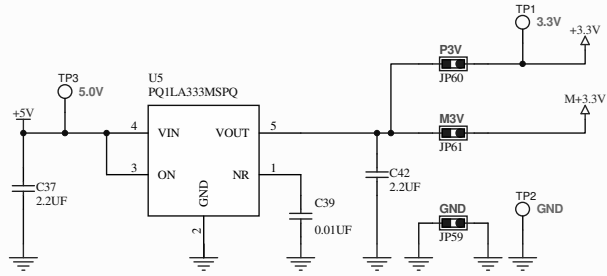 TP1
3.3V
+3.3V
P3V
JP60
TP3
5.0V
U5
PQ1LA333MSPQ
+5V
4
VIN
VOUT
5
M3V
JP61
M+3.3V
3
ON
NR
1
GND
2
C37
2.2UF
C42
2.2UF
C39
0.01UF
GND
JP59
TP2
GND